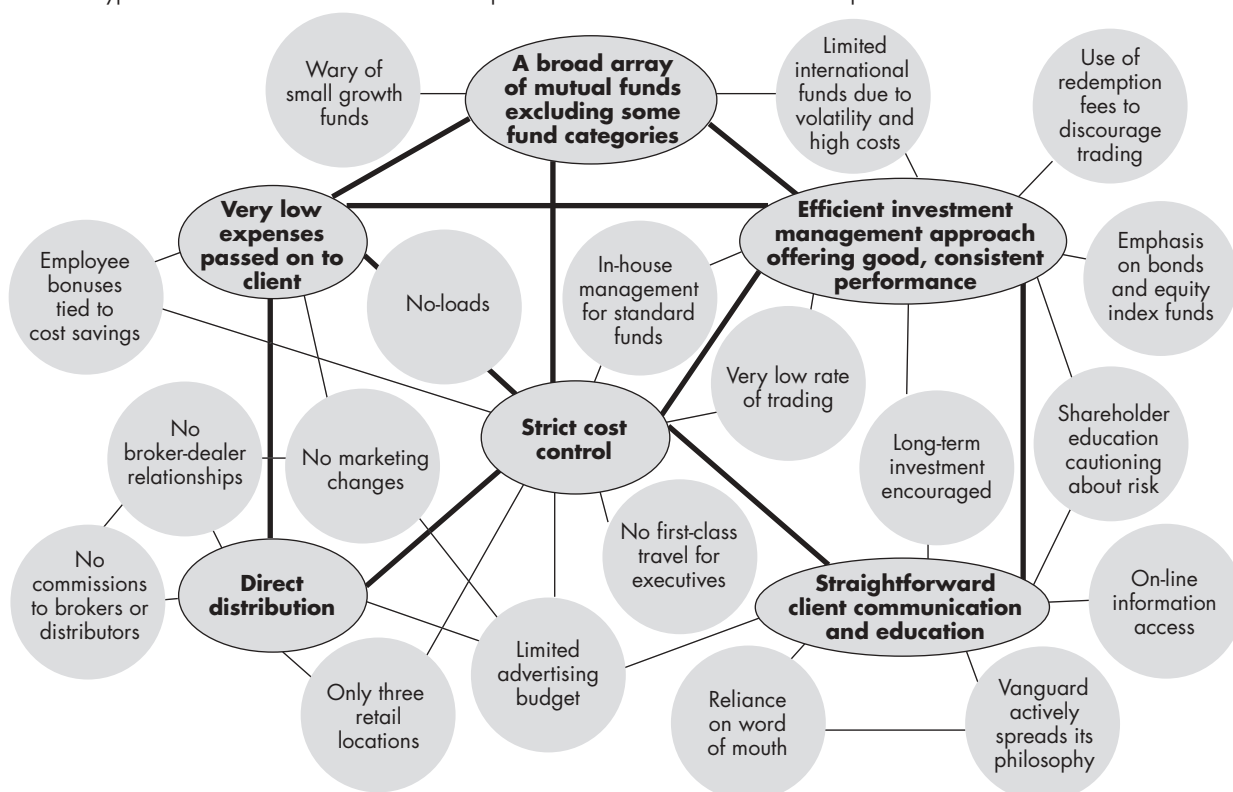 Wary of
small growth
funds
A broad array
of mutual funds
excluding some
fund categories
Limited
international
funds due to
volatility and
high costs
Use of
redemption
fees to
discourage
trading
Very low
expenses
passed on to
client
Efficient investment
management approach
offering good, consistent
performance
Employee
bonuses
tied to
cost savings
No-loads
In-house
management
for standard
funds
Emphasis
on bonds
and equity
index funds
Very low rate
of trading
No
broker-dealer
relationships
No marketing
changes
Strict cost
control
Long-term
investment
encouraged
Shareholder
education
cautioning
about risk
No
commissions
to brokers or
distributors
Direct
distribution
No first-class
travel for
executives
Straightforward
client communication
and education
On-line
information
access
Only three
retail
locations
Limited
advertising
budget
Reliance
on word
of mouth
Vanguard
actively
spreads its
philosophy